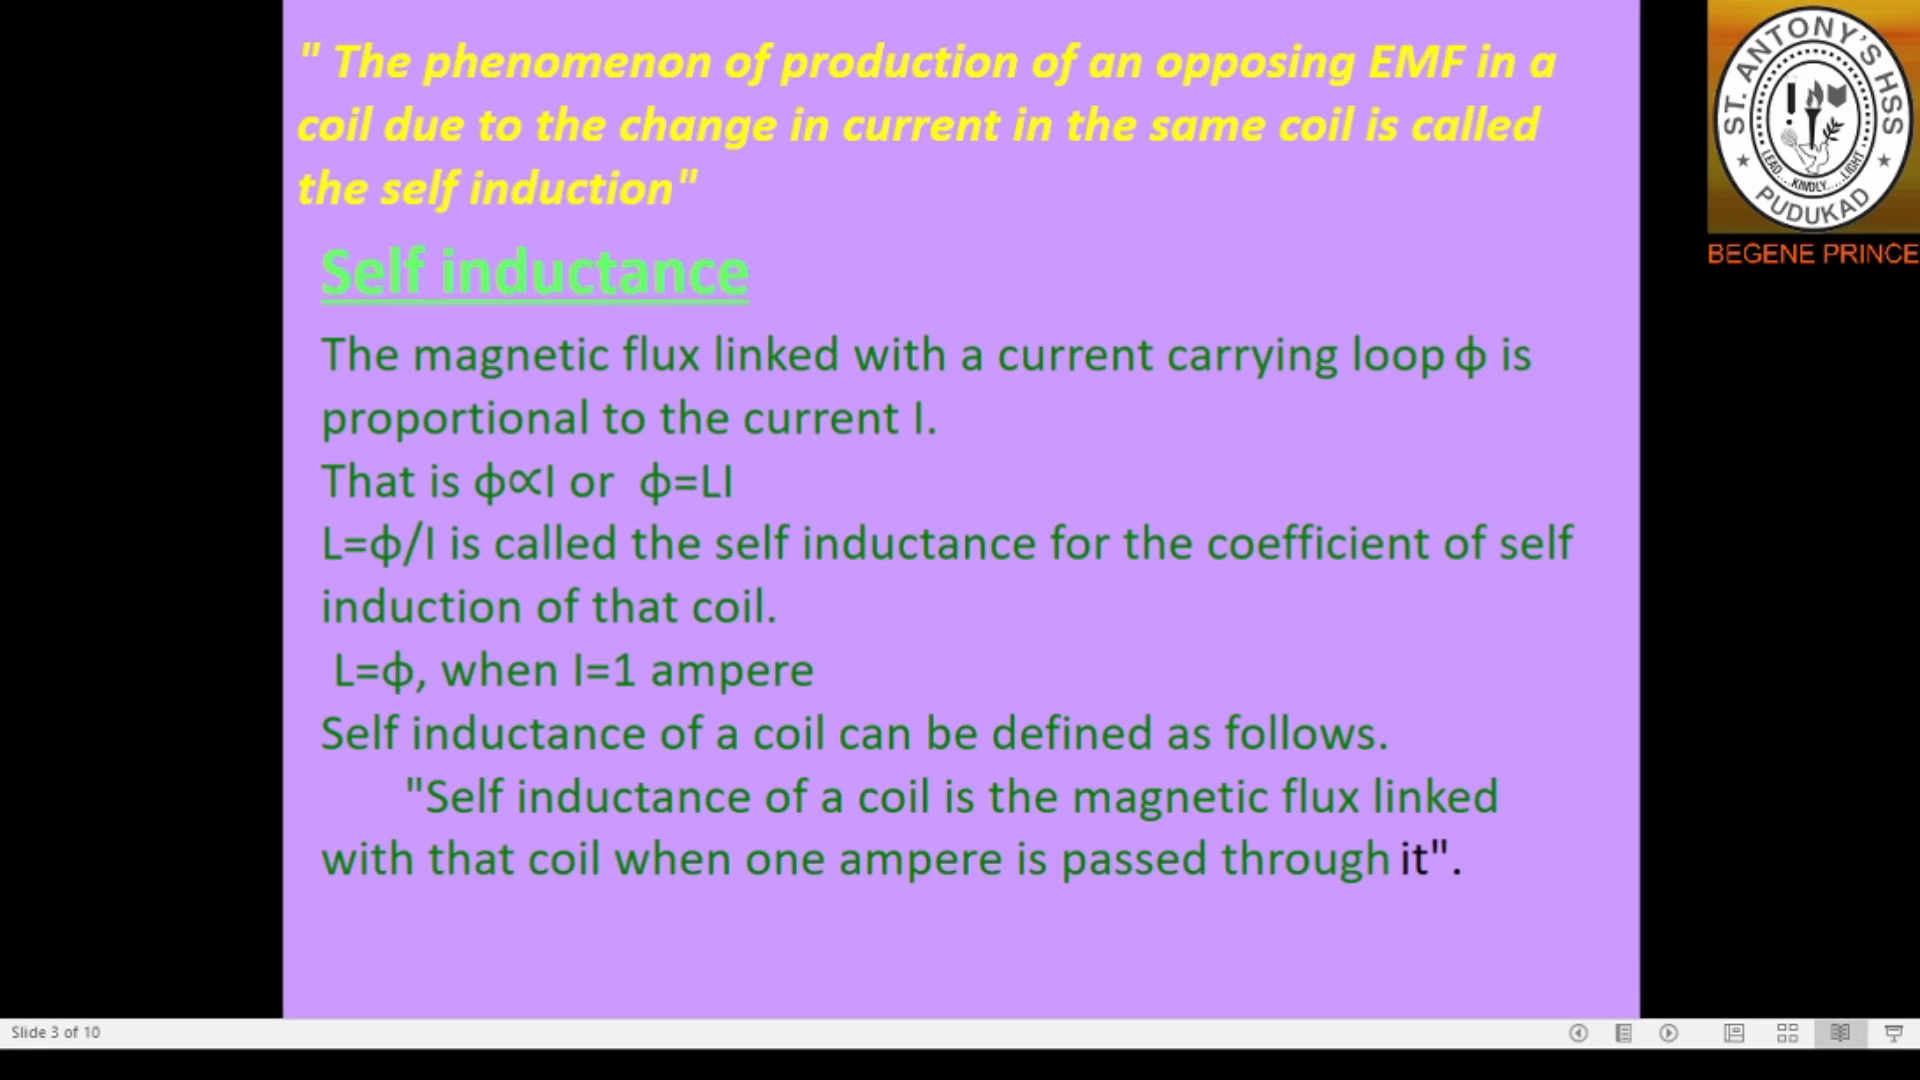 " The phenomenon of production of an opposing EMF in a
coil due to the change in current in the same coil is called
the self induction"
Self inductance
The magnetic flux linked with a current carrying loop ϕ is
proportional to the current I.
That is ϕ∝I or ϕ=LI
L=ϕ/I is called the self inductance for the coefficient of self
induction of that coil.
L=ϕ, when I=1 ampere
Self inductance of a coil can be defined as follows.
"Self inductance of a coil is the magnetic flux linked
with that coil when one ampere is passed through it".
ST. ANTONY'S HSS
LEAD.... KINDLY.....LIGHT
PUDUKAD
BEGENE PRINCE
Slide 3 of 10